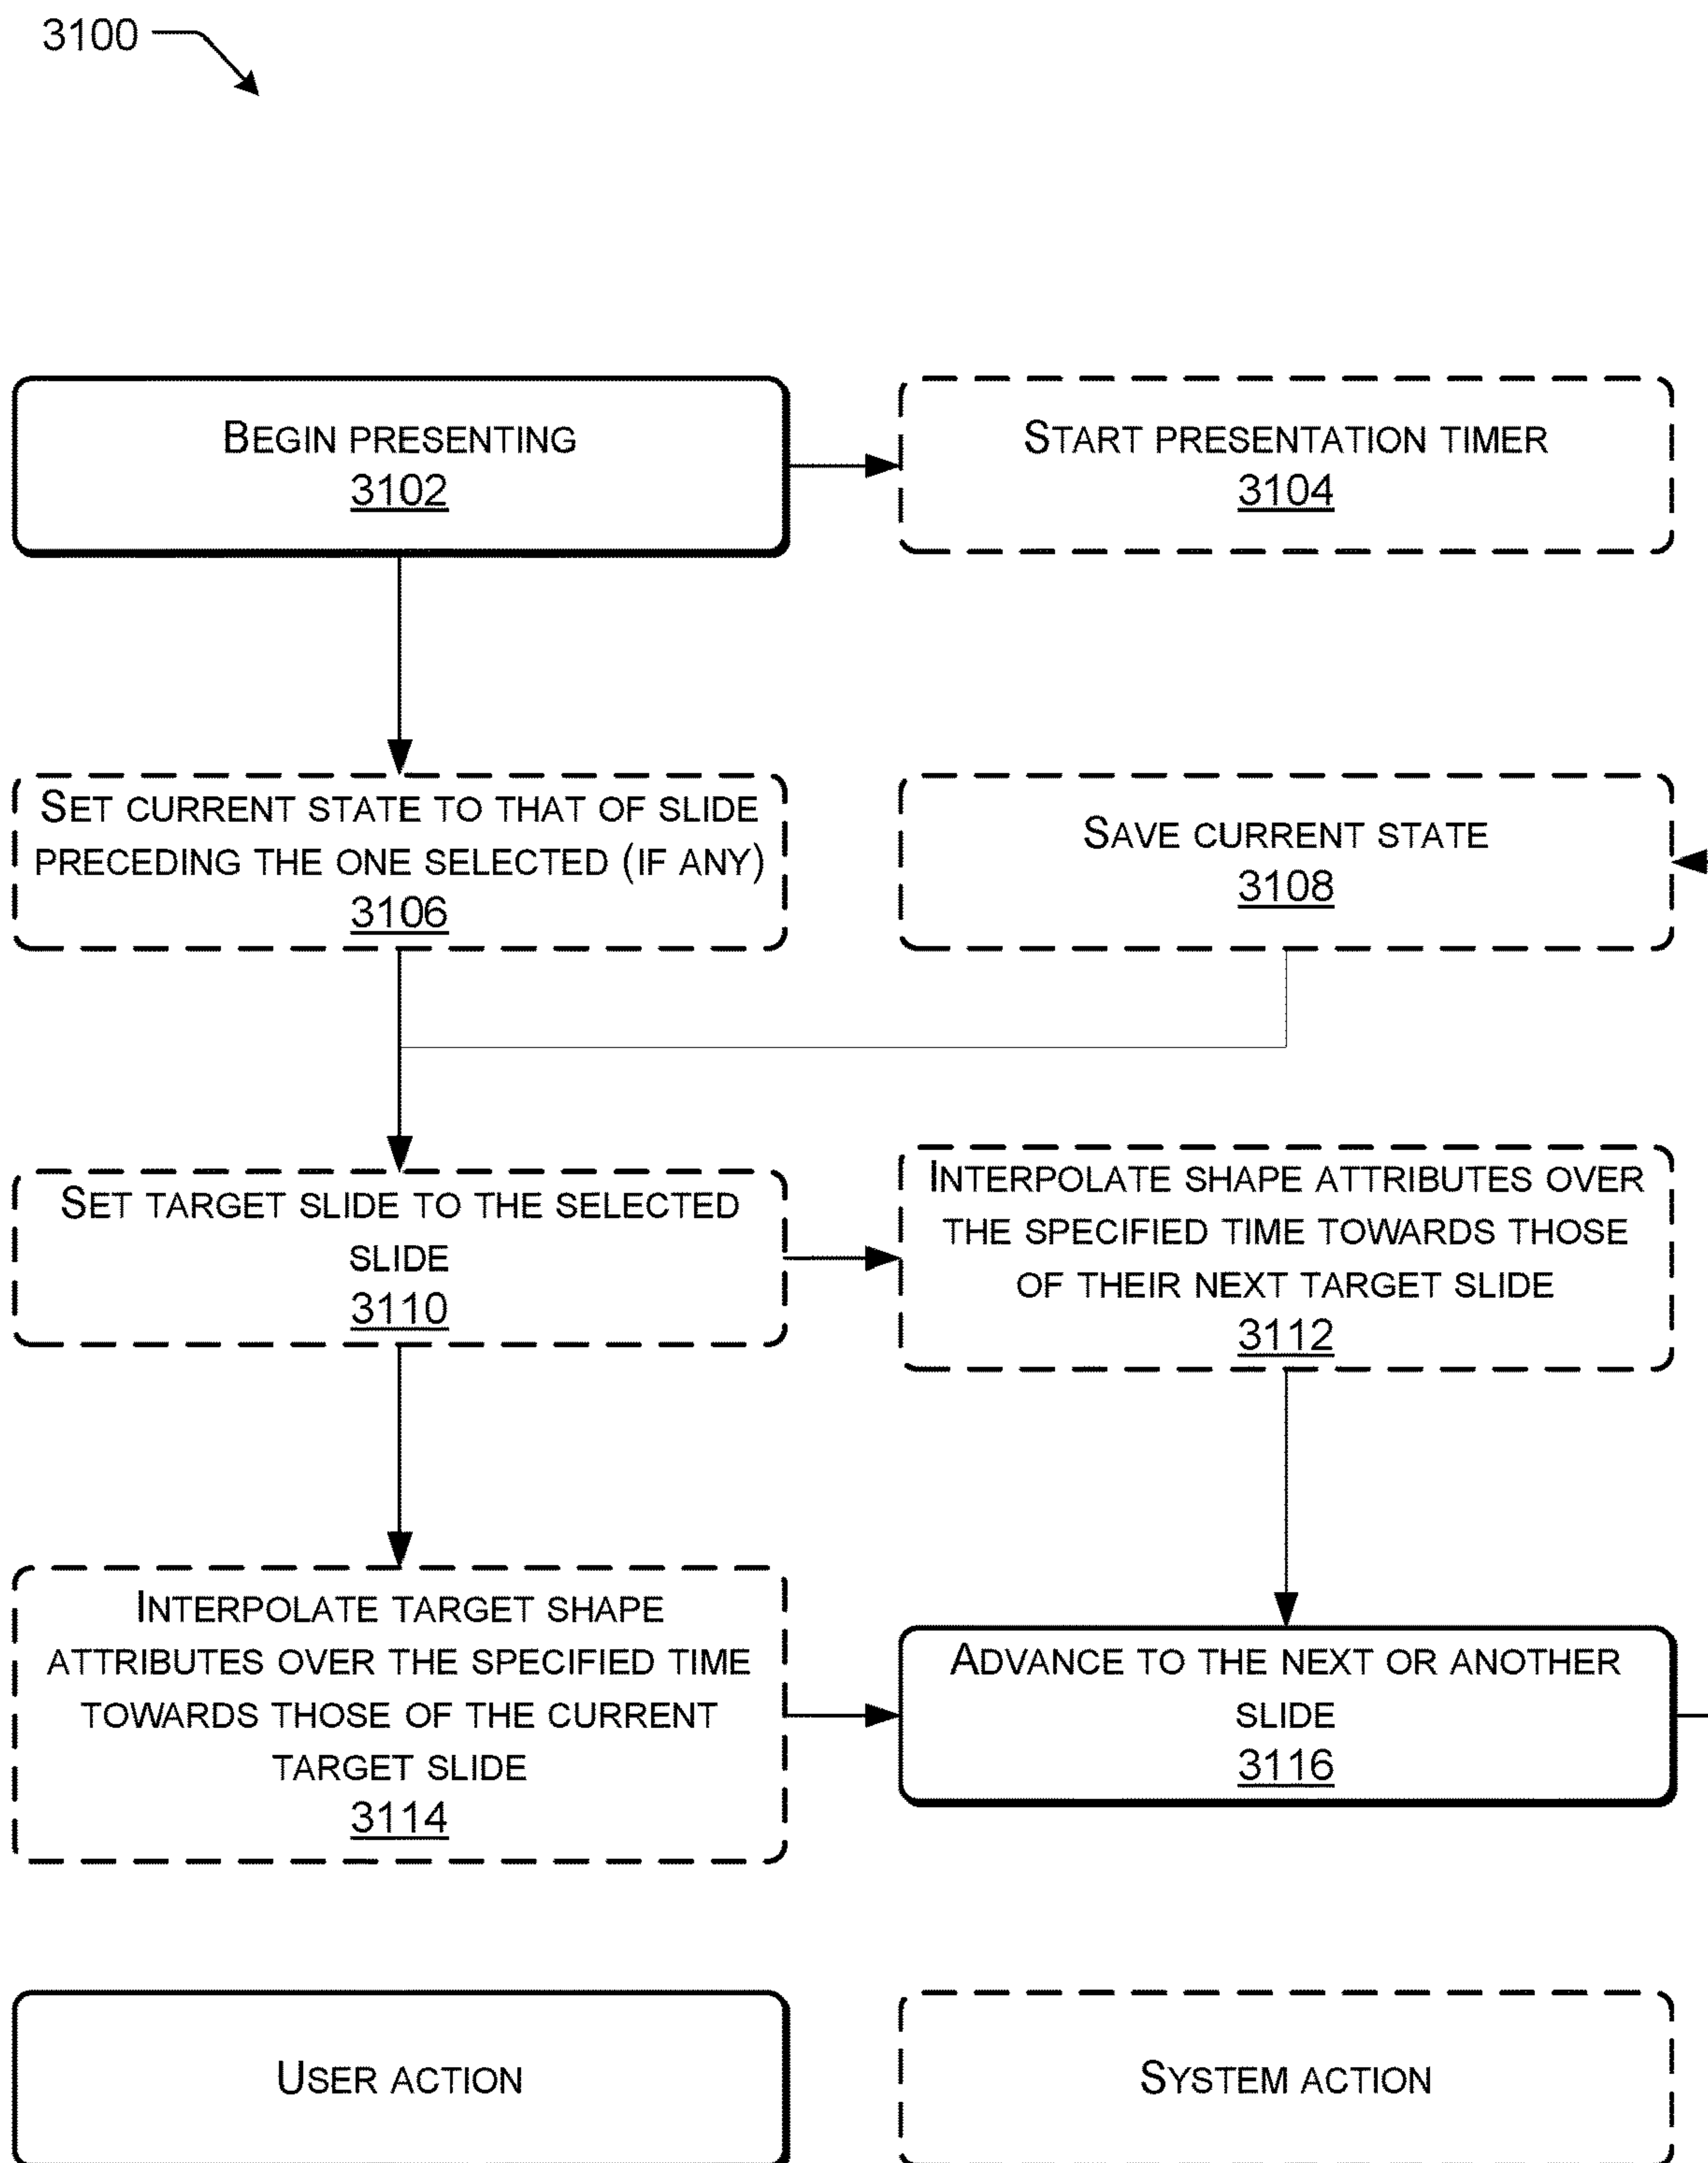 3100
BEGIN PRESENTING
3102
START PRESENTATION TIMER
3104
SET CURRENT STATE TO THAT OF SLIDE
PRECEDING THE ONE SELECTED (IF ANY)
3106
SAVE CURRENT STATE
3108
SET TARGET SLIDE TO THE SELECTED
SLIDE
3110
INTERPOLATE SHAPE ATTRIBUTES OVER
THE SPECIFIED TIME TOWARDS THOSE
OF THEIR NEXT TARGET SLIDE
3112
INTERPOLATE TARGET SHAPE
ATTRIBUTES OVER THE SPECIFIED TIME
TOWARDS THOSE OF THE CURRENT
TARGET SLIDE
3114
ADVANCE TO THE NEXT OR ANOTHER
SLIDE
3116
USER ACTION
SYSTEM ACTION